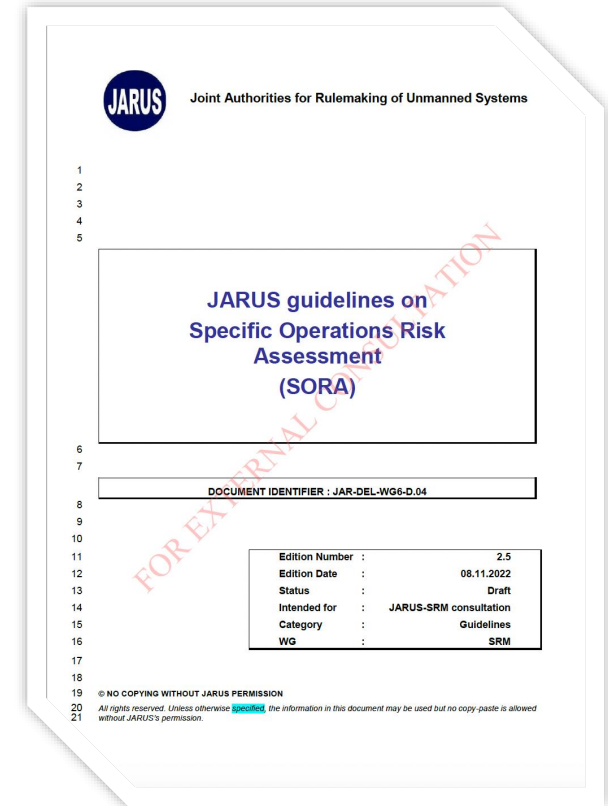 JARUS
Joint Authorities for Rulemaking of Unmanned Systems
1
2
3
4
5
JARUS guidelines on
Specific Operations Risk
Assessment
(SORA)
FOR EXTERNAL CONSULTATION
6
7
DOCUMENT IDENTIFIER : JAR-DEL-WG6-D.04
8
9
10
11 Edition Number : 2.5
12 Edition Date : 08.11.2022
13 Status : Draft
14 Intended for : JARUS-SRM consultation
15 Category : Guidelines
16 WG : SRM
17
18
19 © NO COPYING WITHOUT JARUS PERMISSION
20 All rights reserved. Unless otherwise specified, the information in this document may be used but no copy-paste is allowed
21 without JARUS's permission.